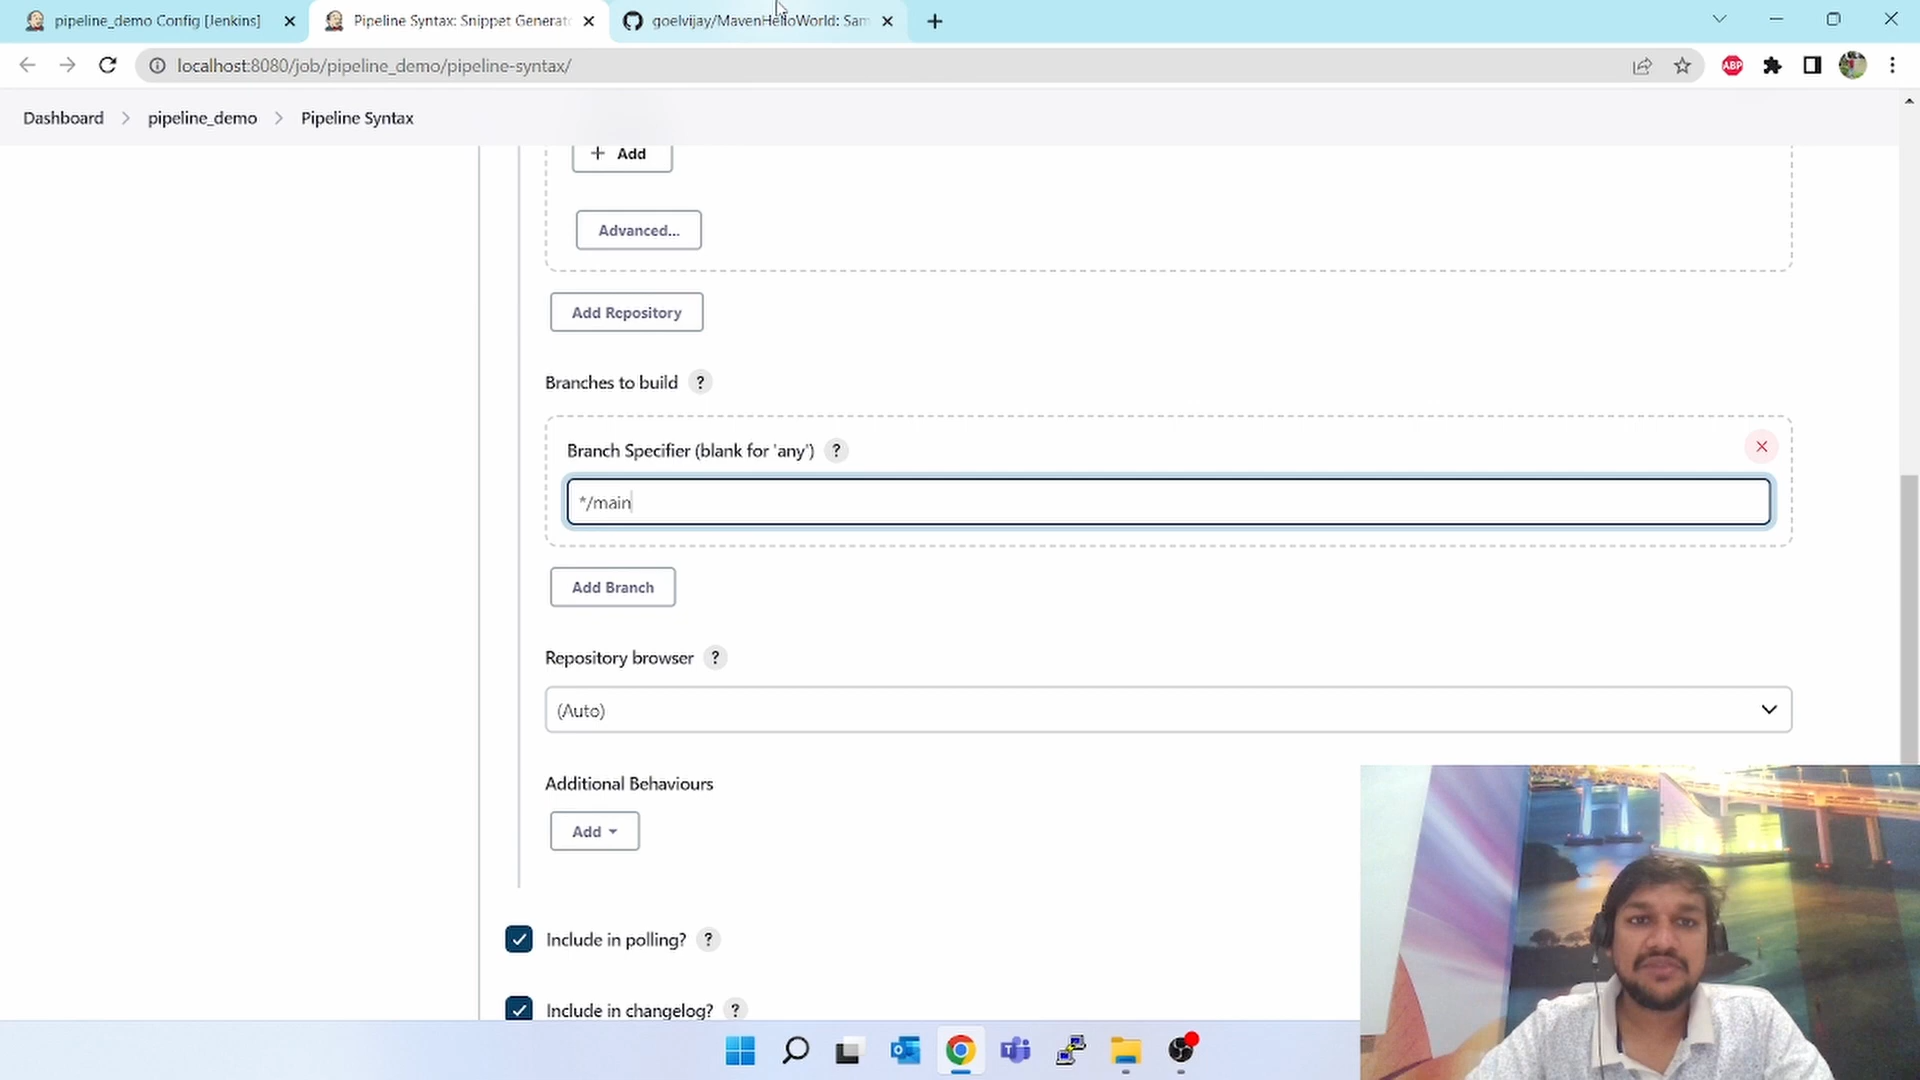 pipeline_demo Config [Jenkins]
Pipeline Syntax: Snippet Generato
goelvijay/MavenHelloWorld: Sam
localhost:8080/job/pipeline_demo/pipeline-syntax/
ABP
Dashboard
pipeline_demo
Pipeline Syntax
+ Add
Advanced...
Add Repository
Branches to build ?
Branch Specifier (blank for 'any') ?
*/main
Add Branch
Repository browser ?
(Auto)
Additional Behaviours
Add
Include in polling? ?
Include in changelog? ?